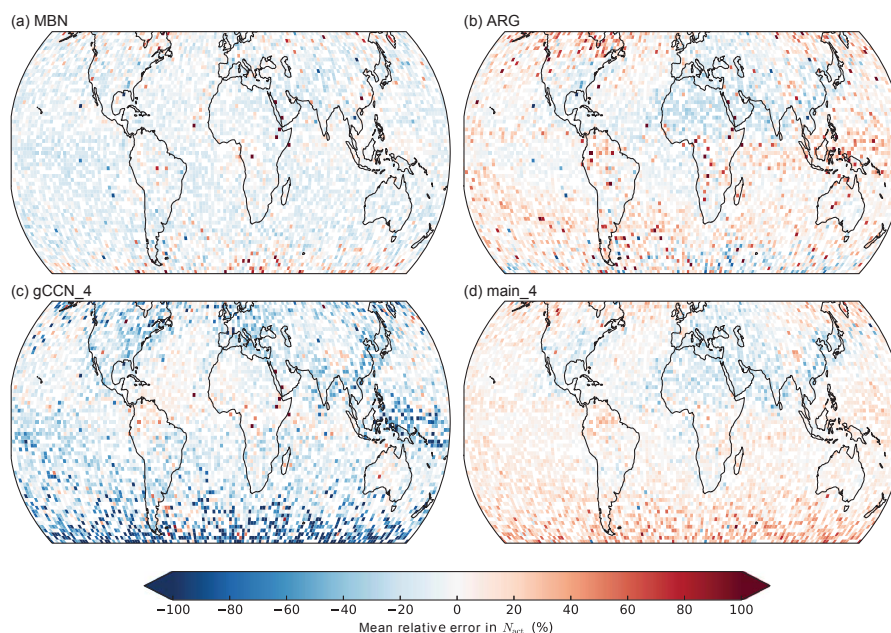 (a) MBN
(b) ARG
(c) gCCN_4
(d) main_4
−100 −80 −60 −40 −20 0 20 40 60 80 100
Mean relative error in N_act (%)